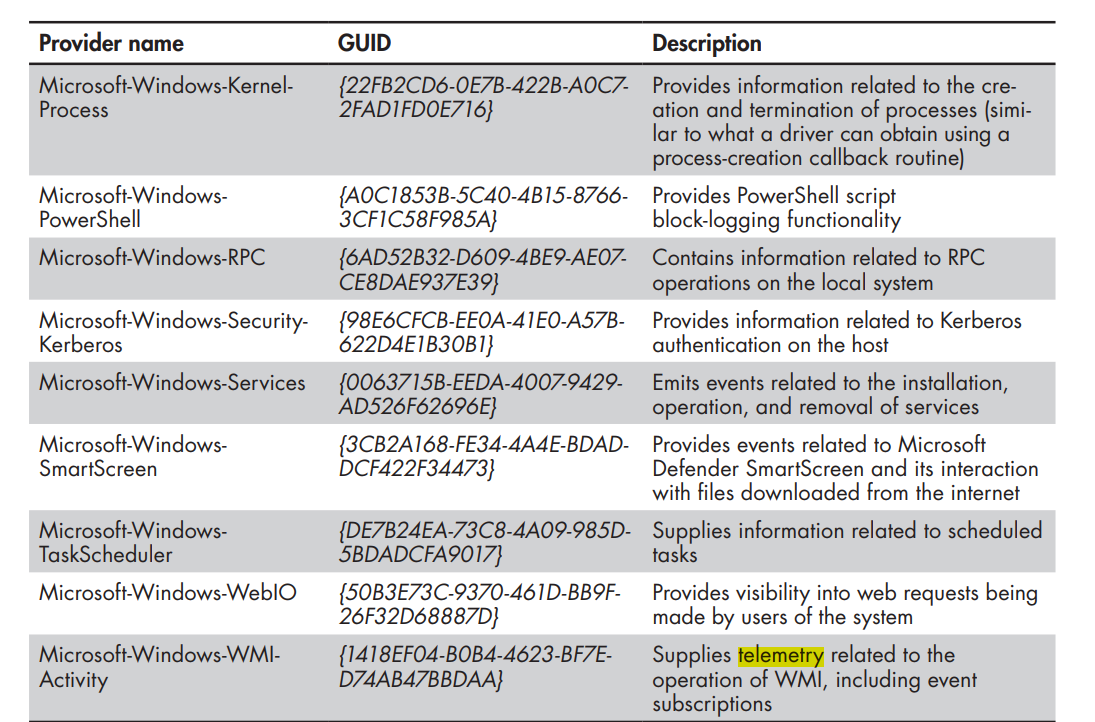 Provider name GUID Description
Microsoft-Windows-Kernel- {22FB2CD6-0E7B-422B-A0C7- Provides information related to the cre-
Process 2FAD1FD0E716} ation and termination of processes (simi-
lar to what a driver can obtain using a
process-creation callback routine)
Microsoft-Windows- {A0C1853B-5C40-4B15-8766- Provides PowerShell script
PowerShell 3CF1C58F985A} block-logging functionality
Microsoft-Windows-RPC {6AD52B32-D609-4BE9-AE07- Contains information related to RPC
CE8DAE937E39} operations on the local system
Microsoft-Windows-Security- {98E6CFCB-EE0A-41E0-A57B- Provides information related to Kerberos
Kerberos 622D4E1B30B1} authentication on the host
Microsoft-Windows-Services {0063715B-EEDA-4007-9429- Emits events related to the installation,
AD526F62696E} operation, and removal of services
Microsoft-Windows- {3CB2A168-FE34-4A4E-BDAD- Provides events related to Microsoft
SmartScreen DCF422F34473} Defender SmartScreen and its interaction
with files downloaded from the internet
Microsoft-Windows- {DE7B24EA-73C8-4A09-985D- Supplies information related to scheduled
TaskScheduler 5BDADCFA9017} tasks
Microsoft-Windows-WebIO {50B3E73C-9370-461D-BB9F- Provides visibility into web requests being
26F32D68887D} made by users of the system
Microsoft-Windows-WMI- {1418EF04-B0B4-4623-BF7E- Supplies telemetry related to the
Activity D74AB47BBDAA} operation of WMI, including event
subscriptions